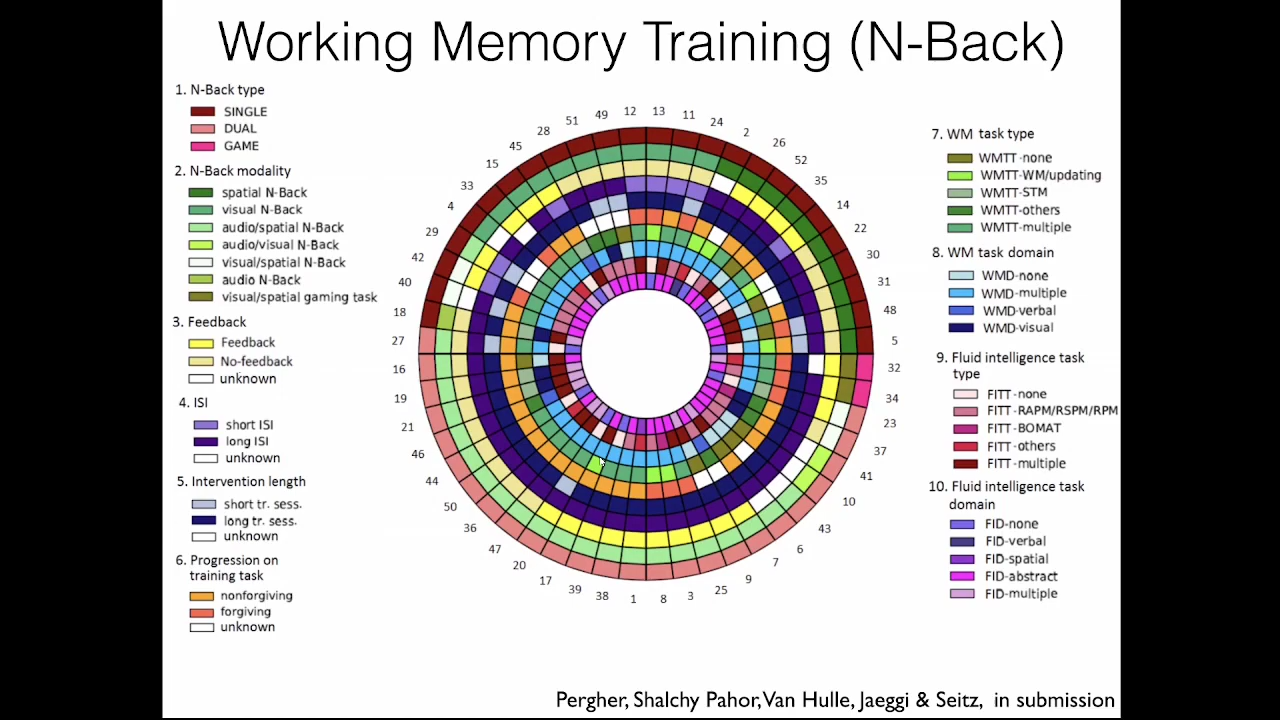 Working Memory Training (N-Back)
1. N-Back type
SINGLE
DUAL
GAME
2. N-Back modality
spatial N-Back
visual N-Back
audio/spatial N-Back
audio/visual N-Back
visual/spatial N-Back
audio N-Back
visual/spatial gaming task
3. Feedback
Feedback
No-feedback
unknown
4. ISI
short ISI
long ISI
unknown
5. Intervention length
short tr. sess.
long tr. sess.
unknown
6. Progression on
training task
nonforgiving
forgiving
unknown
12
13
11
24
2
26
52
35
14
22
30
31
48
5
32
34
23
37
41
10
43
6
7
9
25
3
8
1
38
39
17
20
47
36
50
44
46
21
19
16
27
18
40
42
29
4
33
15
45
28
51
49
7. WM task type
WMTT-none
WMTT-WM/updating
WMTT-STM
WMTT-others
WMTT-multiple
8. WM task domain
WMD-none
WMD-multiple
WMD-verbal
WMD-visual
9. Fluid intelligence task
type
FITT-none
FITT-RAPM/RSPM/RPM
FITT-BOMAT
FITT-others
FITT-multiple
10. Fluid intelligence task
domain
FID-none
FID-verbal
FID-spatial
FID-abstract
FID-multiple
Pergher, Shalchy Pahor, Van Hulle, Jaeggi & Seitz, in submission